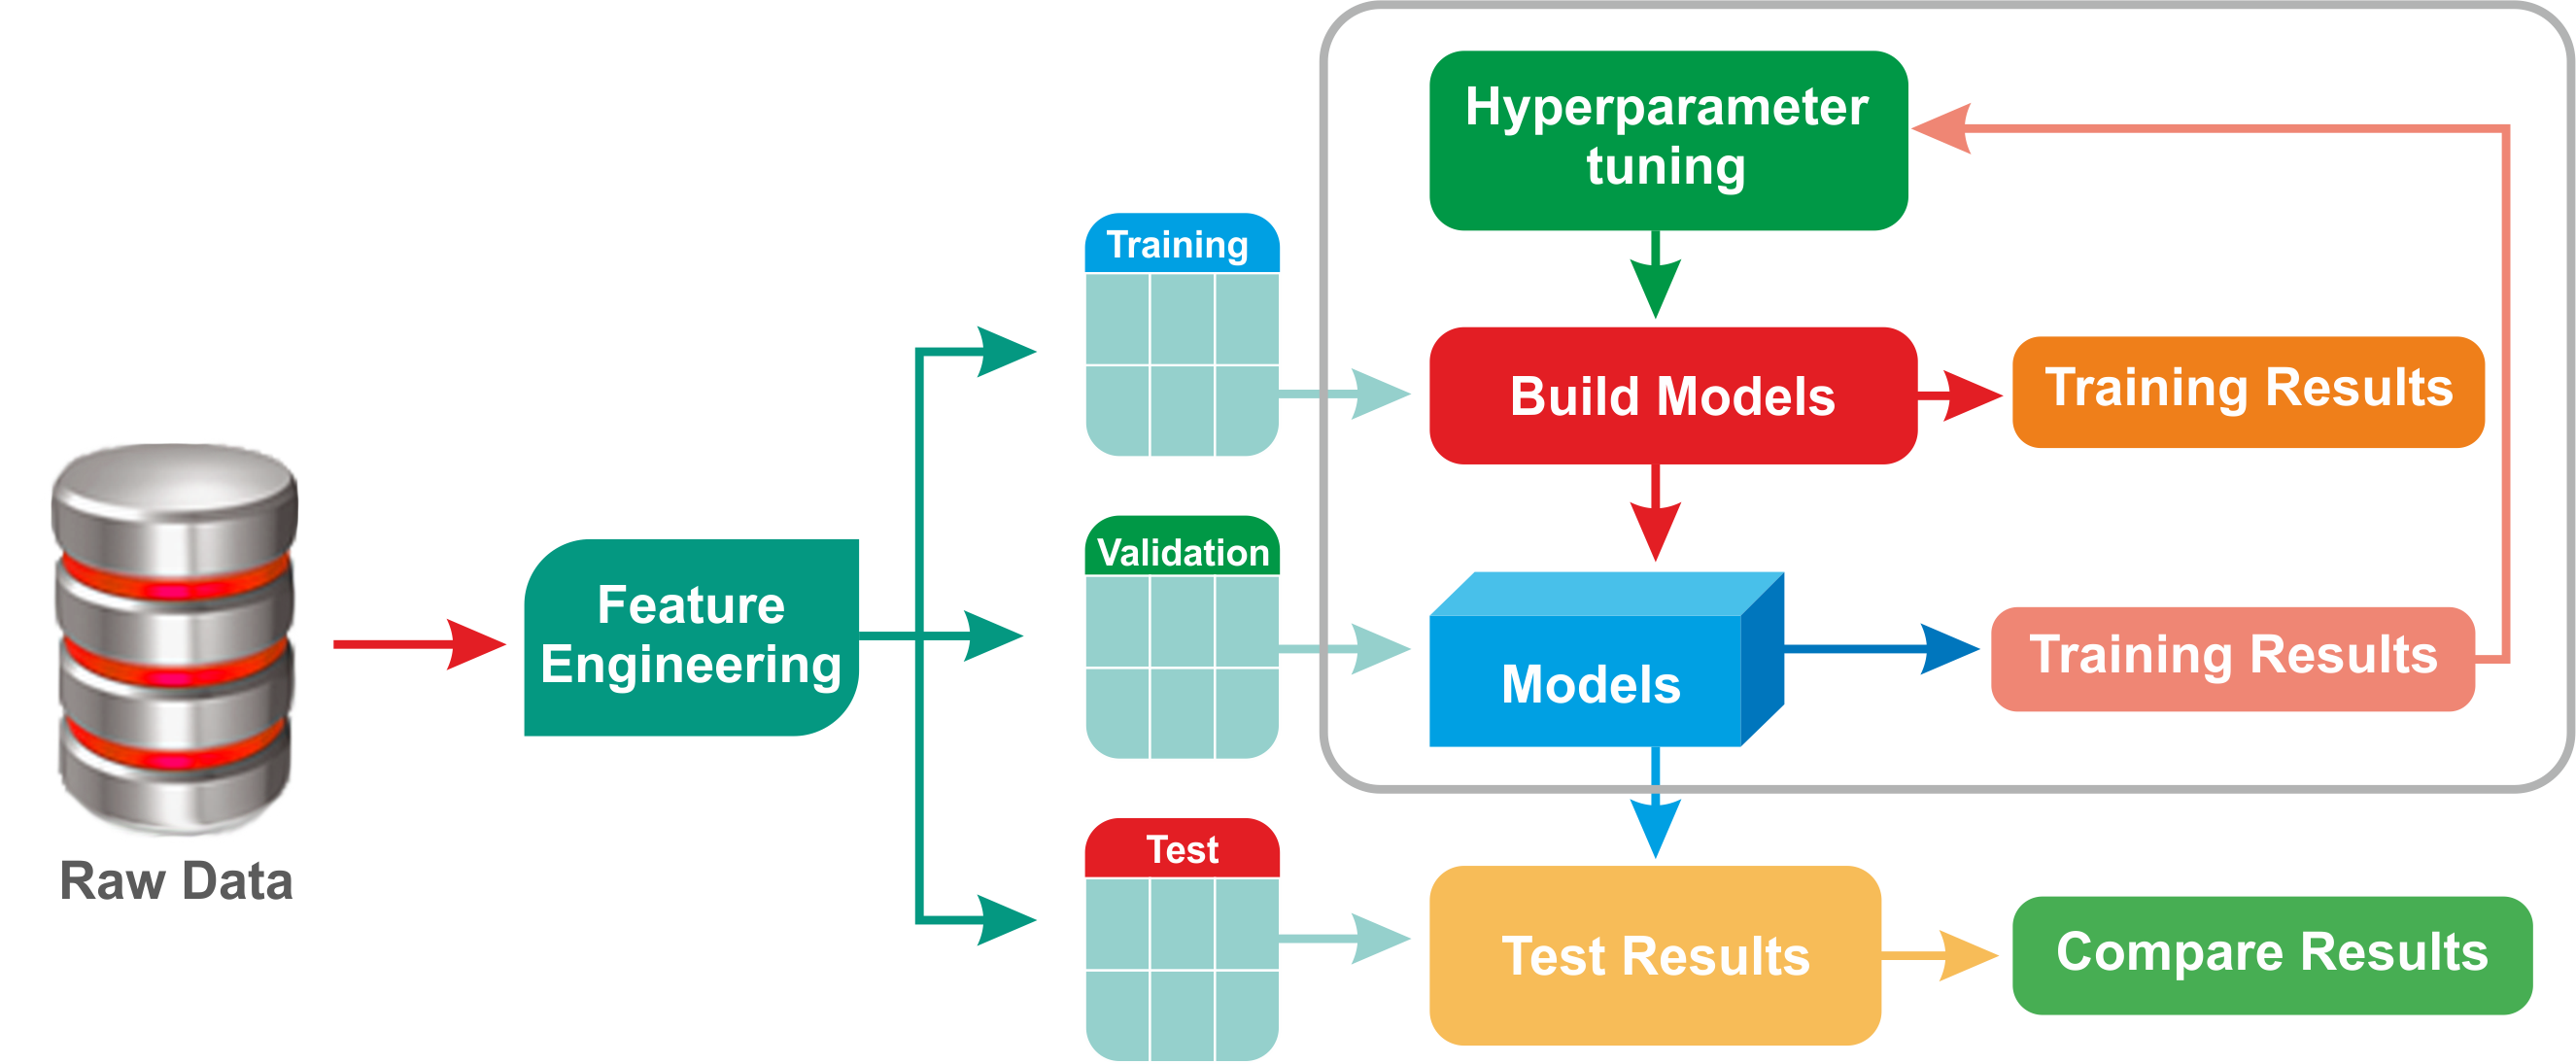 Raw Data
Feature
Engineering
Training
Validation
Test
Hyperparameter
tuning
Build Models
Training Results
Models
Training Results
Test Results
Compare Results